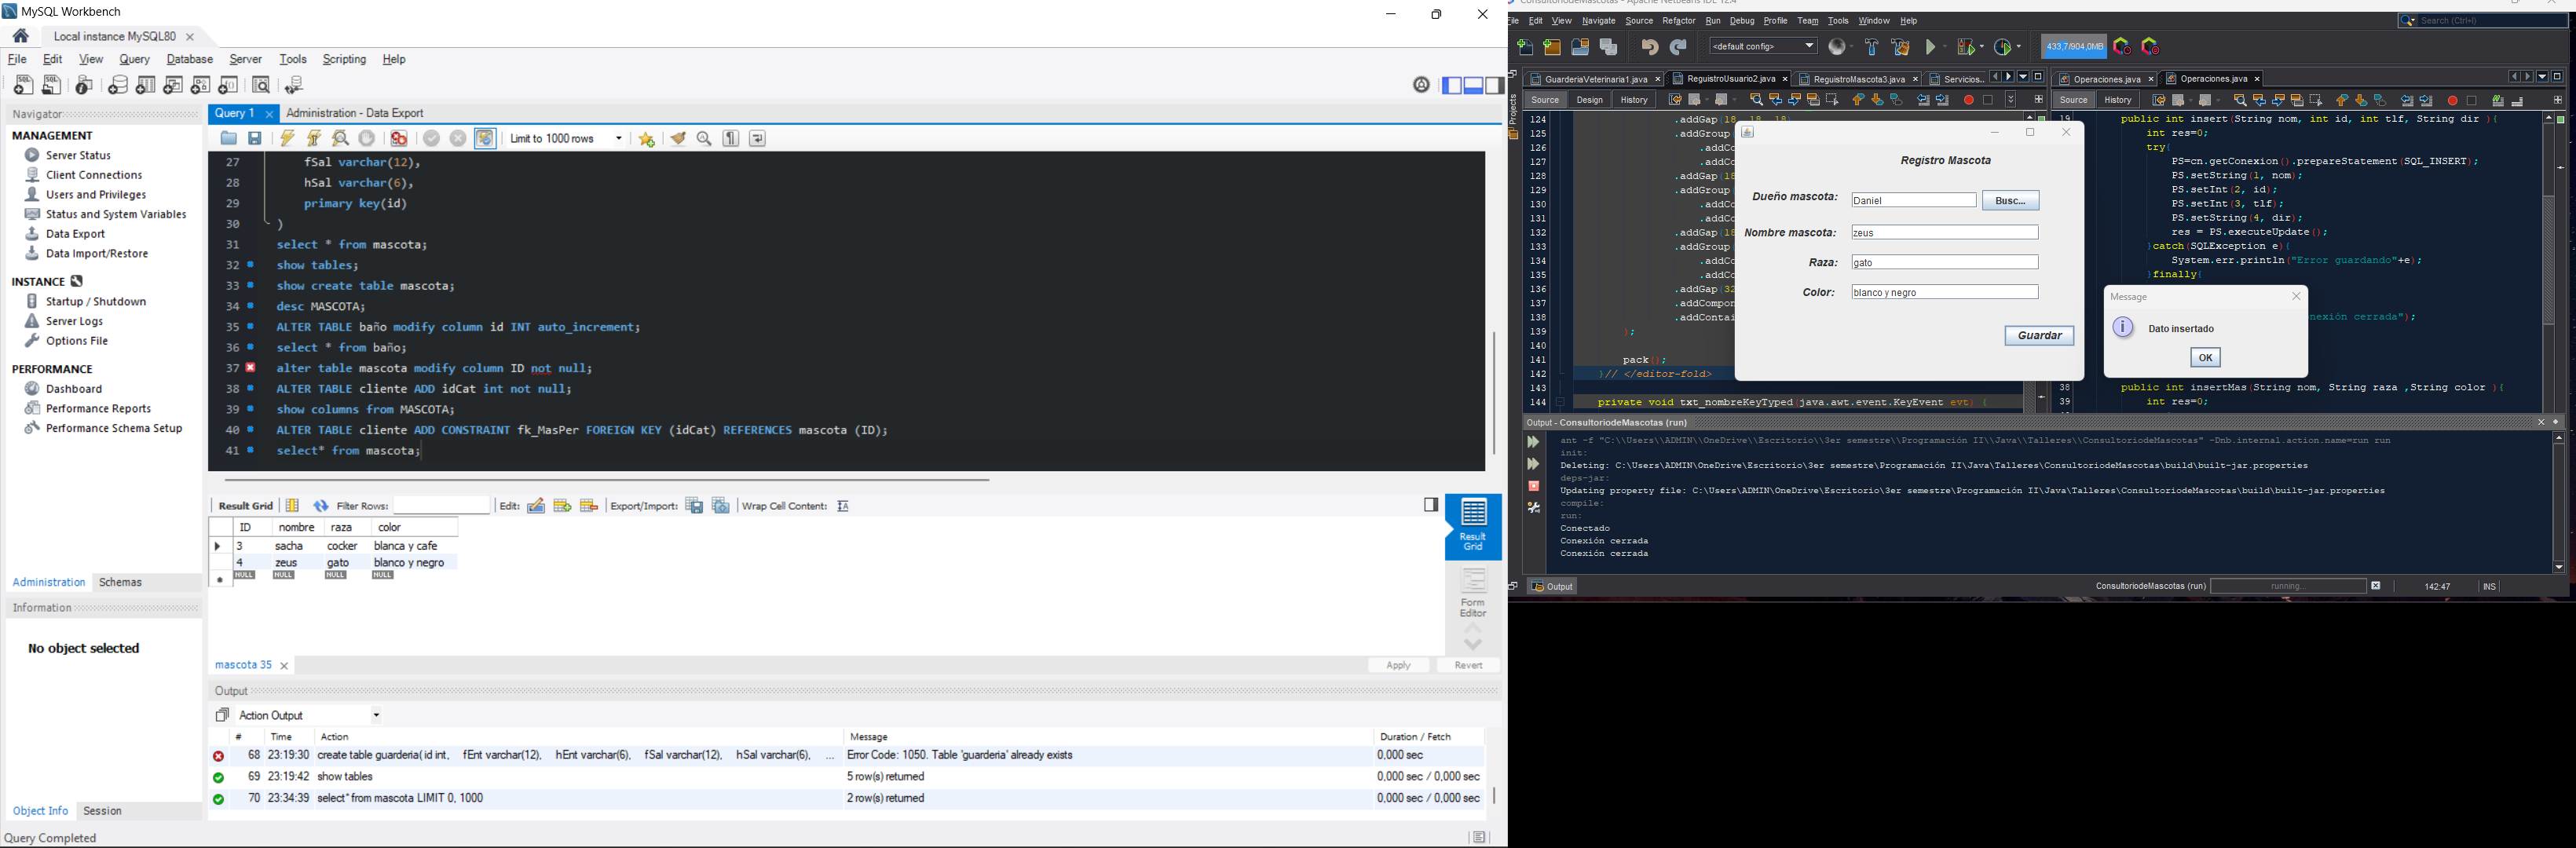 MySQL Workbench
Local instance MySQL80
File Edit View Query Database Server Tools Scripting Help
Navigator
MANAGEMENT
Server Status
Client Connections
Users and Privileges
Status and System Variables
Data Export
Data Import/Restore
INSTANCE
Startup / Shutdown
Server Logs
Options File
PERFORMANCE
Dashboard
Performance Reports
Performance Schema Setup
Administration Schemas
Information
No object selected
Object Info Session
Query Completed
Query 1 Administration - Data Export
Limit to 1000 rows
27 fSal varchar(12),
28 hSal varchar(6),
29 primary key(id)
30 )
31 select * from mascota;
32 show tables;
33 show create table mascota;
34 desc MASCOTA;
35 ALTER TABLE baño modify column id INT auto_increment;
36 select * from baño;
37 alter table mascota modify column ID not null;
38 ALTER TABLE cliente ADD idCat int not null;
39 show columns from MASCOTA;
40 ALTER TABLE cliente ADD CONSTRAINT fk_MasPer FOREIGN KEY (idCat) REFERENCES mascota (ID);
41 select* from mascota;
Result Grid Filter Rows: Edit: Export/Import: Wrap Cell Content:
ID nombre raza color
3 sacha cocker blanca y cafe
4 zeus gato blanco y negro
NULL NULL NULL NULL
Result Grid
Form Editor
mascota 35
Apply Revert
Output
Action Output
# Time Action Message Duration / Fetch
68 23:19:30 create table guarderia( id int, fEnt varchar(12), hEnt varchar(6), fSal varchar(12), hSal varchar(6), ... Error Code: 1050. Table 'guarderia' already exists 0,000 sec
69 23:19:42 show tables 5 row(s) returned 0,000 sec / 0,000 sec
70 23:34:39 select* from mascota LIMIT 0, 1000 2 row(s) returned 0,000 sec / 0,000 sec
ConsultoriodeMascotas - Apache NetBeans IDE 12.4
File Edit View Navigate Source Refactor Run Debug Profile Team Tools Window Help
Search (Ctrl+I)
<default config>
433,7/904,0MB
Projects
GuarderiaVeterinaria1.java ReguistroUsuario2.java ReguistroMascota3.java Servicios..
Source Design History
124 .addGap(18, 18, 18)
125 .addGroup
126 .addCo
127 .addCo
128 .addGap(18
129 .addGroup
130 .addCo
131 .addCo
132 .addGap(18
133 .addGroup
134 .addCo
135 .addCo
136 .addGap(32
137 .addCompon
138 .addContai
139 );
140
141 pack();
142 }// </editor-fold>
143
144 private void txt_nombreKeyTyped(java.awt.event.KeyEvent evt) {
Operaciones.java Operaciones.java
Source History
19 public int insert(String nom, int id, int tlf, String dir ){
int res=0;
try{
PS=cn.getConexion().prepareStatement(SQL_INSERT);
PS.setString(1, nom);
PS.setInt(2, id);
PS.setInt(3, tlf);
PS.setString(4, dir);
res = PS.executeUpdate();
}catch(SQLException e){
System.err.println("Error guardando"+e);
}finally{
nexión cerrada");
38 public int insertMas(String nom, String raza ,String color ){
39 int res=0;
Registro Mascota
Dueño mascota: Daniel Busc...
Nombre mascota: zeus
Raza: gato
Color: blanco y negro
Guardar
Message
Dato insertado
OK
Output - ConsultoriodeMascotas (run)
ant -f "C:\\Users\\ADMIN\\OneDrive\\Escritorio\\3er semestre\\Programación II\\Java\\Talleres\\ConsultoriodeMascotas" -Dnb.internal.action.name=run run
init:
Deleting: C:\Users\ADMIN\OneDrive\Escritorio\3er semestre\Programación II\Java\Talleres\ConsultoriodeMascotas\build\built-jar.properties
deps-jar:
Updating property file: C:\Users\ADMIN\OneDrive\Escritorio\3er semestre\Programación II\Java\Talleres\ConsultoriodeMascotas\build\built-jar.properties
compile:
run:
Conectado
Conexión cerrada
Conexión cerrada
Output
ConsultoriodeMascotas (run) running... 142:47 INS